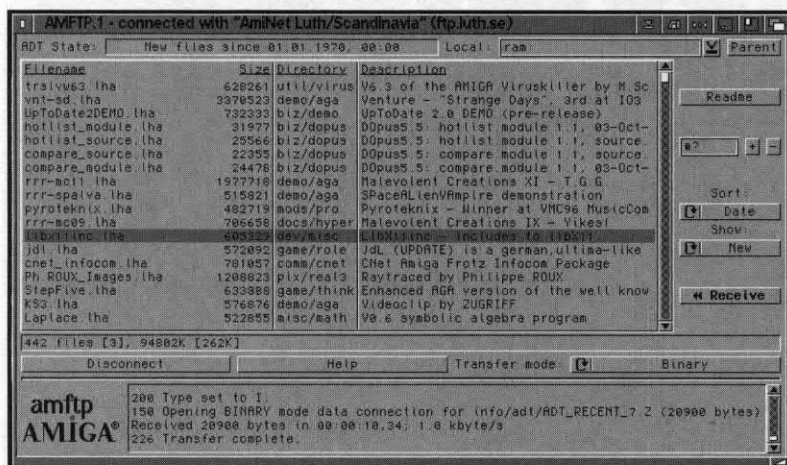 AMFTP.1 - connected with "AmiNet Luth/Scandinavia" (ftp.luth.se)
ADT State: New files since 01.01.1970, 00:00 Local: ram: Parent
Filename Size Directory Description
trsivw63.lha 628261 util/virus V6.3 of the AMIGA Viruskiller by M.Sc
vnt-sd.lha 3370523 demo/aga Venture - "Strange Days". 3rd at IO3
UpToDate2DEMO.lha 732333 biz/demo UpToDate 2.0 DEMO (pre-release)
hotlist_module.lha 31977 biz/dopus DOpus5.5: hotlist.module 1.1, 03-Oct-
hotlist_source.lha 25566 biz/dopus DOpus5.5: hotlist.module 1.1, source.
compare_source.lha 22355 biz/dopus DOpus5.5: compare.module 1.1, source.
compare_module.lha 24478 biz/dopus DOpus5.5: compare.module 1.1, 03-Oct-
rrr-mc11.lha 1977718 demo/aga Malevolent Creations XI - T.G.G.
rrr-spalva.lha 515821 demo/aga SPaceALienVAmpire demonstration
pyroteknix.lha 482719 mods/pro Pyroteknix - Winner at VMC96 MusicCom
rrr-mc09.lha 706658 docs/hyper Malevolent Creations IX - Yikes!
libx11inc.lha 605329 dev/misc LibX11inc - includes to libX11
jdl.lha 572092 game/role JdL (UPDATE) is a german,ultima-like
cnet_infocom.lha 781057 comm/cnet CNet Amiga Frotz Infocom Package
Ph_ROUX_Images.lha 1208823 pix/real3 Raytraced by Philippe ROUX
StepFive.lha 633988 game/think Enhanced AGA version of the well know
KS3.lha 576876 demo/aga Videoclip by ZUGRIFF
Laplace.lha 522855 misc/math V0.6 symbolic algebra program
Readme
#?
+ -
Sort:
Date
Show:
New
Receive
442 files [3], 94802K [262K]
Disconnect Help Transfer mode: Binary
amftp
AMIGA®
200 Type set to I.
150 Opening BINARY mode data connection for info/adt/ADT_RECENT_7.Z (20900 bytes)
Received 20900 bytes in 00:00:10.34, 1.0 kbyte/s
226 Transfer complete.